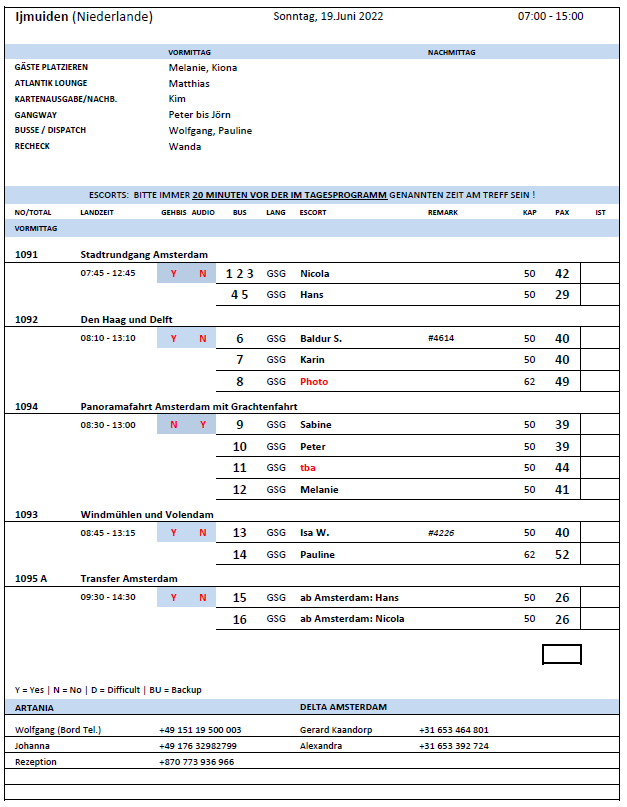 Ijmuiden (Niederlande) Sonntag, 19.Juni 2022 07:00 - 15:00
VORMITTAG NACHMITTAG
GÄSTE PLATZIEREN Melanie, Kiona
ATLANTIK LOUNGE Matthias
KARTENAUSGABE/NACHB. Kim
GANGWAY Peter bis Jörn
BUSSE / DISPATCH Wolfgang, Pauline
RECHECK Wanda
ESCORTS: BITTE IMMER 20 MINUTEN VOR DER IM TAGESPROGRAMM GENANNTEN ZEIT AM TREFF SEIN !
NO/TOTAL LANDZEIT GEHBIS AUDIO BUS LANG ESCORT REMARK KAP PAX IST
VORMITTAG
1091 Stadtrundgang Amsterdam
07:45 - 12:45 Y N 1 2 3 GSG Nicola 50 42
4 5 GSG Hans 50 29
1092 Den Haag und Delft
08:10 - 13:10 Y N 6 GSG Baldur S. #4614 50 40
7 GSG Karin 50 40
8 GSG Photo 62 49
1094 Panoramafahrt Amsterdam mit Grachtenfahrt
08:30 - 13:00 N Y 9 GSG Sabine 50 39
10 GSG Peter 50 39
11 GSG tba 50 44
12 GSG Melanie 50 41
1093 Windmühlen und Volendam
08:45 - 13:15 Y N 13 GSG Isa W. #4226 50 40
14 GSG Pauline 62 52
1095 A Transfer Amsterdam
09:30 - 14:30 Y N 15 GSG ab Amsterdam: Hans 50 26
16 GSG ab Amsterdam: Nicola 50 26
Y = Yes | N = No | D = Difficult | BU = Backup
ARTANIA DELTA AMSTERDAM
Wolfgang (Bord Tel.) +49 151 19 500 003 Gerard Kaandorp +31 653 464 801
Johanna +49 176 32982799 Alexandra +31 653 392 724
Rezeption +870 773 936 966